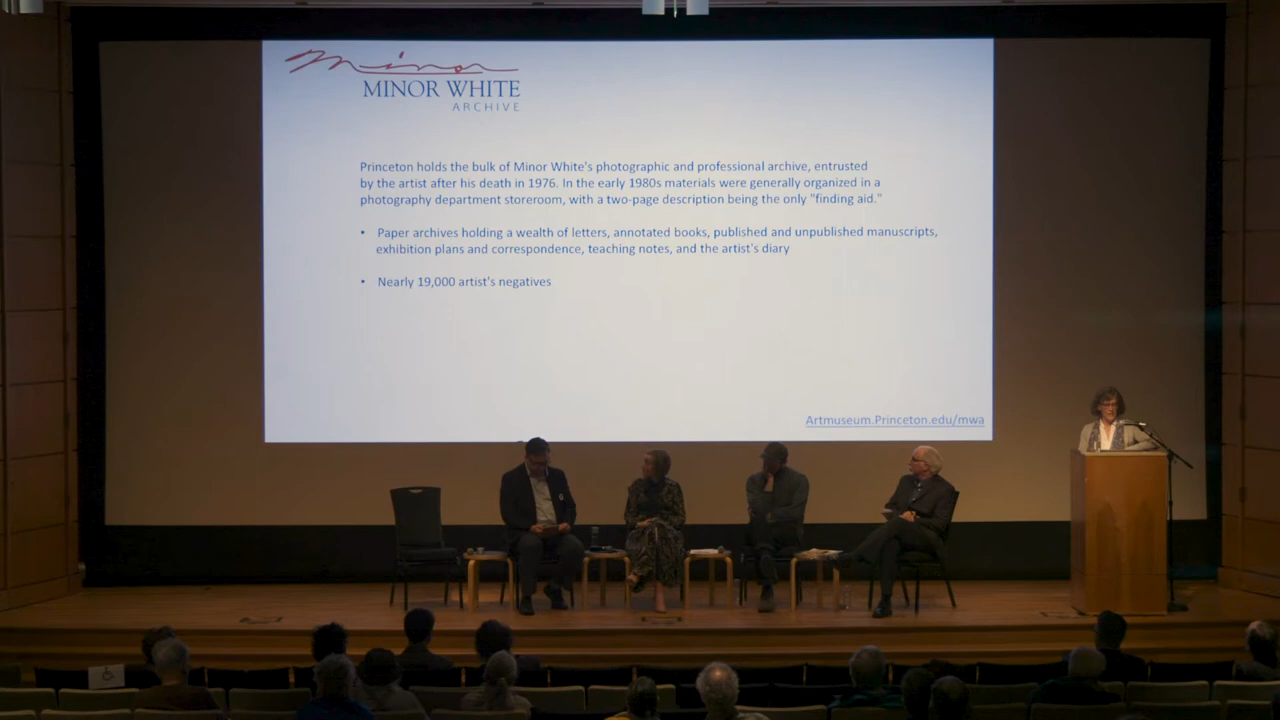 minor
MINOR WHITE
ARCHIVE
Princeton holds the bulk of Minor White's photographic and professional archive, entrusted
by the artist after his death in 1976. In the early 1980s materials were generally organized in a
photography department storeroom, with a two-page description being the only "finding aid."
• Paper archives holding a wealth of letters, annotated books, published and unpublished manuscripts,
exhibition plans and correspondence, teaching notes, and the artist's diary
• Nearly 19,000 artist's negatives
Artmuseum.Princeton.edu/mwa